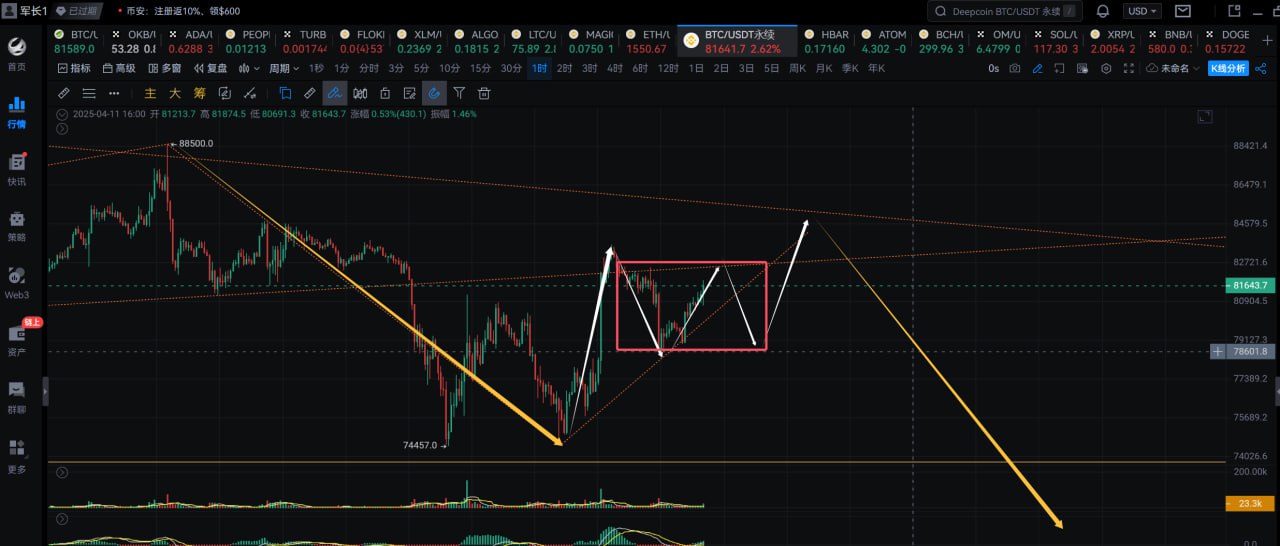 军长1 已过期 • 币安：注册返10%、领$600 Deepcoin BTC/USDT 永续 / USD
BTC/U OKB/U ADA/U PEOPL TURB FLOKI XLM/U ALGO LTC/U MAGIC ETH/U BTC/USDT永续 HBAR ATOM BCH/U OM/US SOL/U XRP/U BNB/U DOGE
81589.0 53.28 0.8 0.6288 3 0.01213 0.001744 0.0{4}53 0.2369 2 0.1815 2 75.89 2.8 0.0750 1 1550.67 81641.7 2.62% 0.17160 4.302 -0 299.96 3 6.4799 0 117.30 3 2.0054 2 580.0 0. 0.15722
首页
指标 高级 多窗 复盘 周期 1秒 1分 分时 3分 5分 10分 15分 30分 1时 2时 3时 4时 6时 12时 1日 2日 3日 5日 周K 月K 季K 年K 0s 未命名 K线分析
主 大 筹
2025-04-11 16:00 开 81213.7 高 81874.5 低 80691.3 收 81643.7 涨幅 0.53%(430.1) 振幅 1.46%
行情
快讯
策略
Web3
链上
资产
群聊
更多
88500.0
74457.0
88421.4
86479.1
84579.5
82721.6
81643.7
80904.5
79127.3
78601.8
77389.2
75689.2
74026.6
200.00k
23.3k
0.0